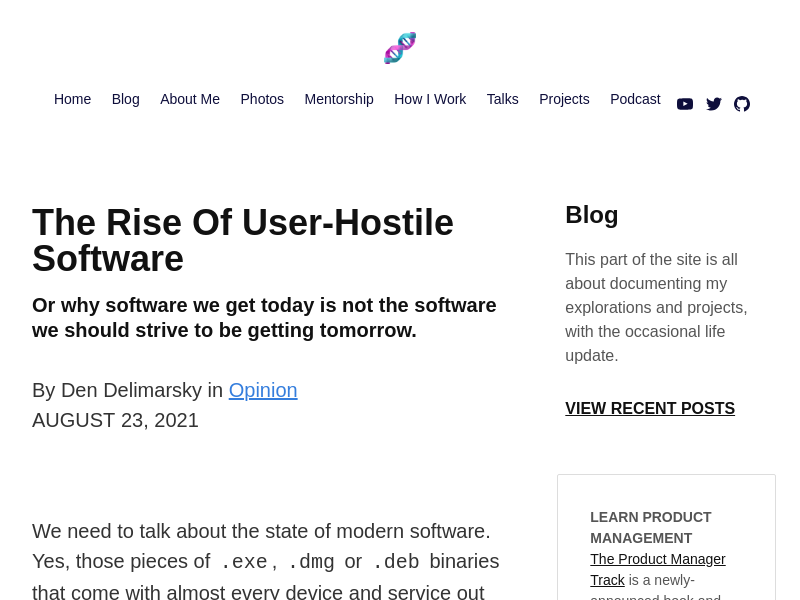 Home Blog About Me Photos Mentorship How I Work Talks Projects Podcast
The Rise Of User-Hostile
Software
Or why software we get today is not the software
we should strive to be getting tomorrow.
By Den Delimarsky in Opinion
AUGUST 23, 2021
We need to talk about the state of modern software.
Yes, those pieces of .exe, .dmg or .deb binaries
that come with almost every device and service out
Blog
This part of the site is all
about documenting my
explorations and projects,
with the occasional life
update.
VIEW RECENT POSTS
LEARN PRODUCT
MANAGEMENT
The Product Manager
Track is a newly-
announced book and